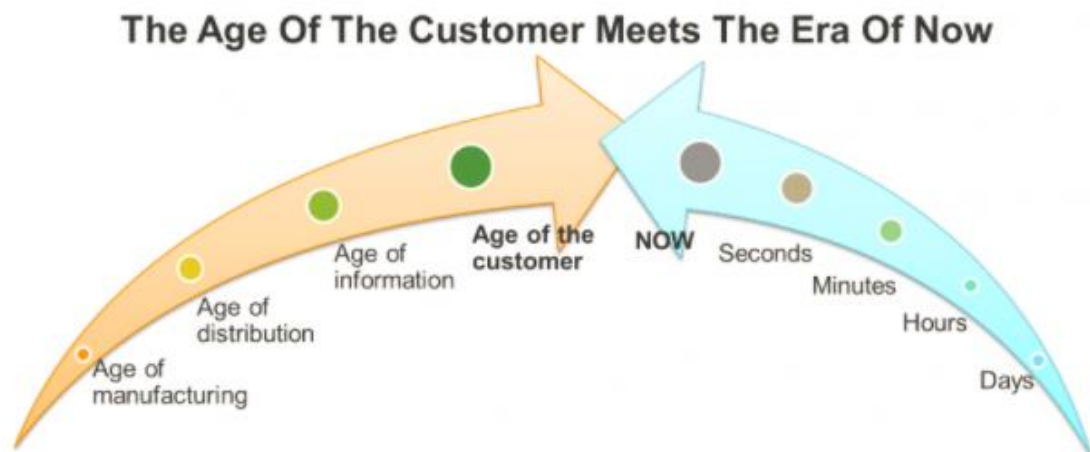 The Age Of The Customer Meets The Era Of Now
Age of the
customer
NOW
Age of
information
Seconds
Age of
distribution
Minutes
Hours
Age of
manufacturing
Days